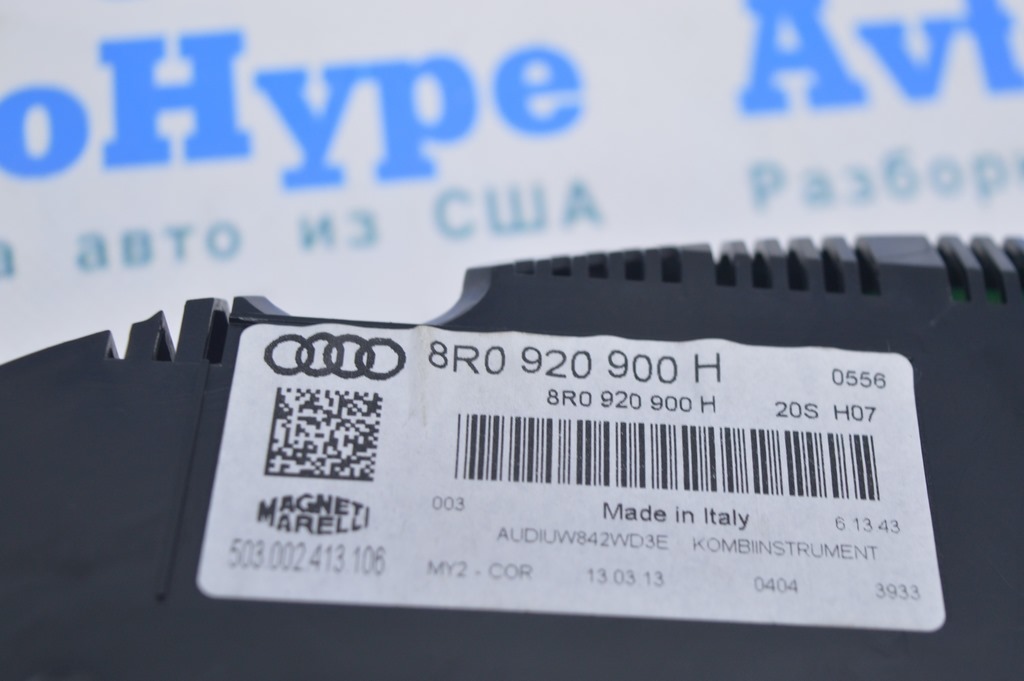 oHype
Avt
а авто из США
Разбор
8R0 920 900 H
0556
8R0 920 900 H
20S H07
MAGNETI
MARELLI
003
Made in Italy
6 13 43
503.002.413.106
AUDIUW842WD3E KOMBIINSTRUMENT
MY2 - COR 13.03.13 0404 3933